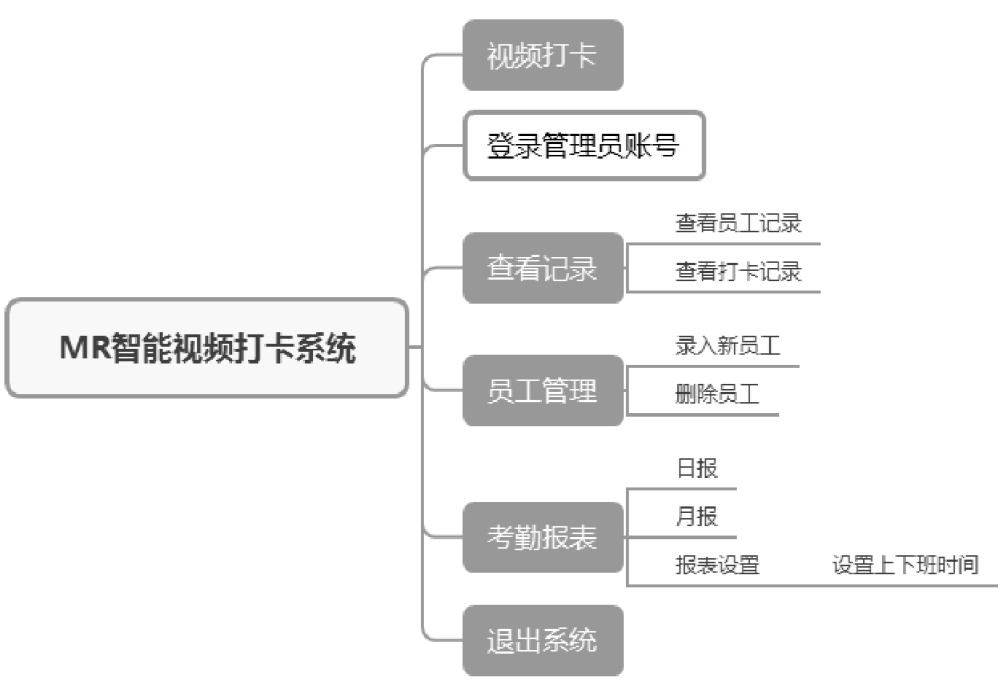 视频打卡
登录管理员账号
查看记录
查看员工记录
查看打卡记录
MR智能视频打卡系统
员工管理
录入新员工
删除员工
考勤报表
日报
月报
报表设置
设置上下班时间
退出系统